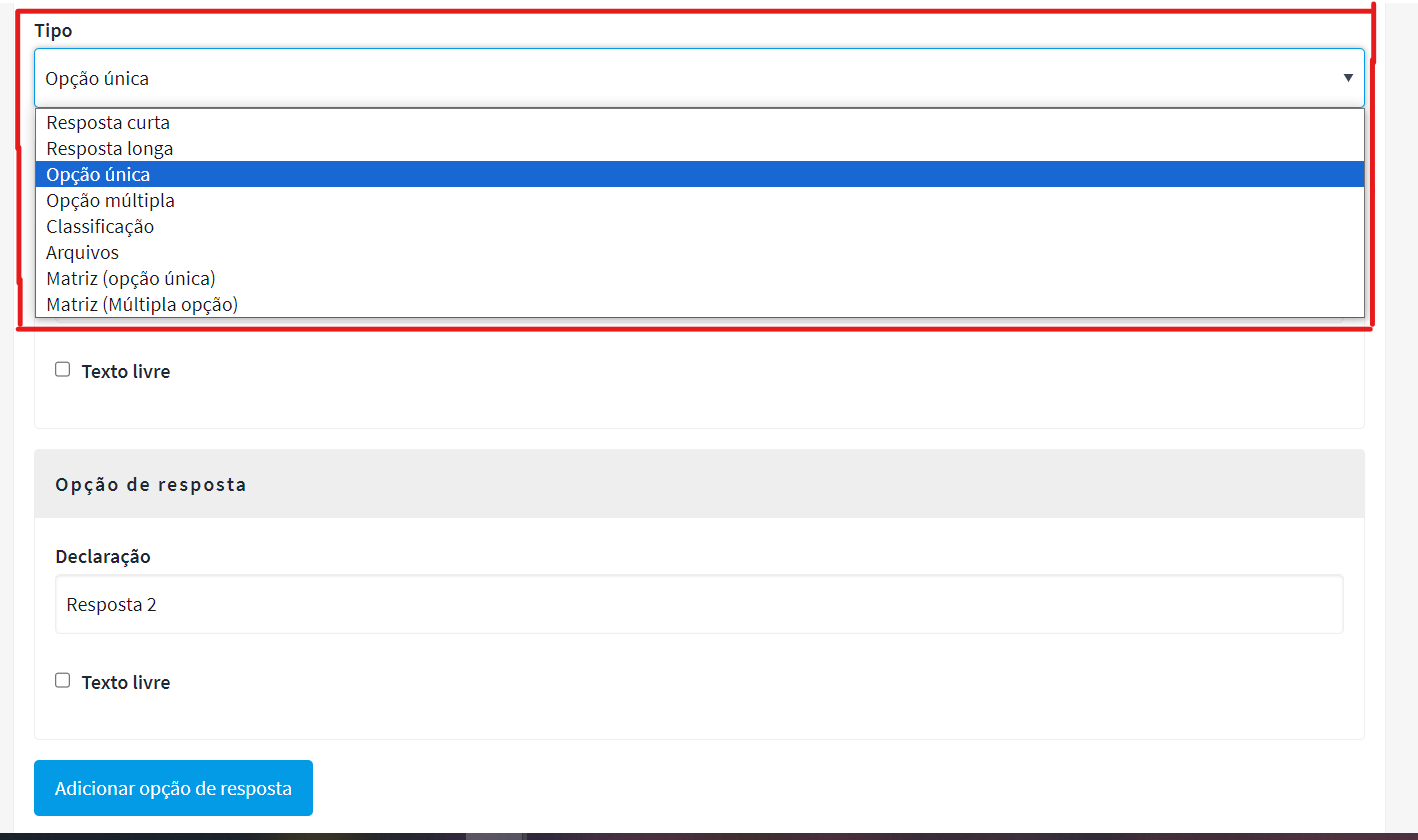 Tipo
Opção única
Resposta curta
Resposta longa
Opção única
Opção múltipla
Classificação
Arquivos
Matriz (opção única)
Matriz (Múltipla opção)
Texto livre
Opção de resposta
Declaração
Resposta 2
Texto livre
Adicionar opção de resposta